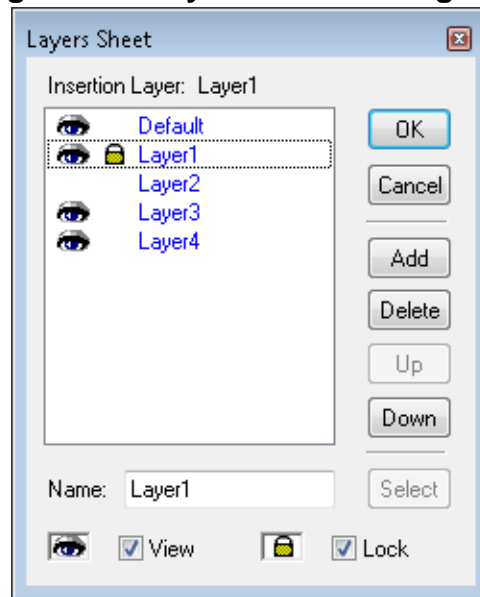 Layers Sheet
Insertion Layer: Layer1
Default
Layer1
Layer2
Layer3
Layer4
OK
Cancel
Add
Delete
Up
Down
Name: Layer1
Select
View
Lock